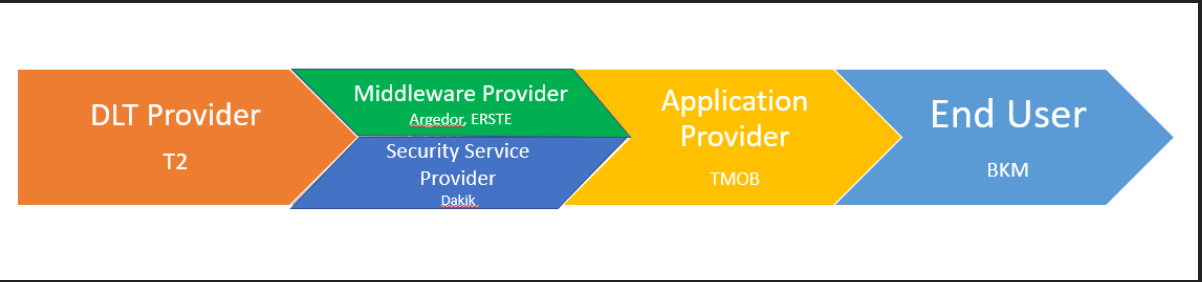 DLT Provider
T2
Middleware Provider
Argedor, ERSTE
Security Service
Provider
Dakik
Application
Provider
TMOB
End User
BKM